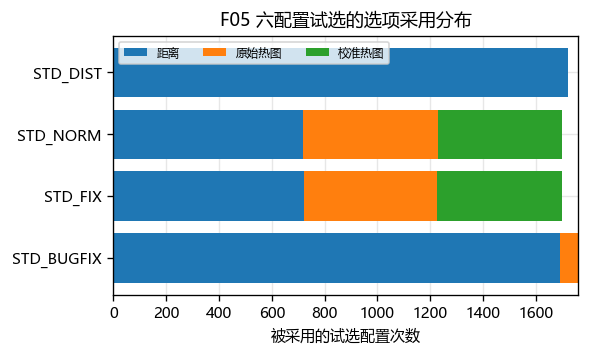 F05 六配置试选的选项采用分布
距离 原始热图 校准热图
STD_DIST
STD_NORM
STD_FIX
STD_BUGFIX
0 200 400 600 800 1000 1200 1400 1600
被采用的试选配置次数